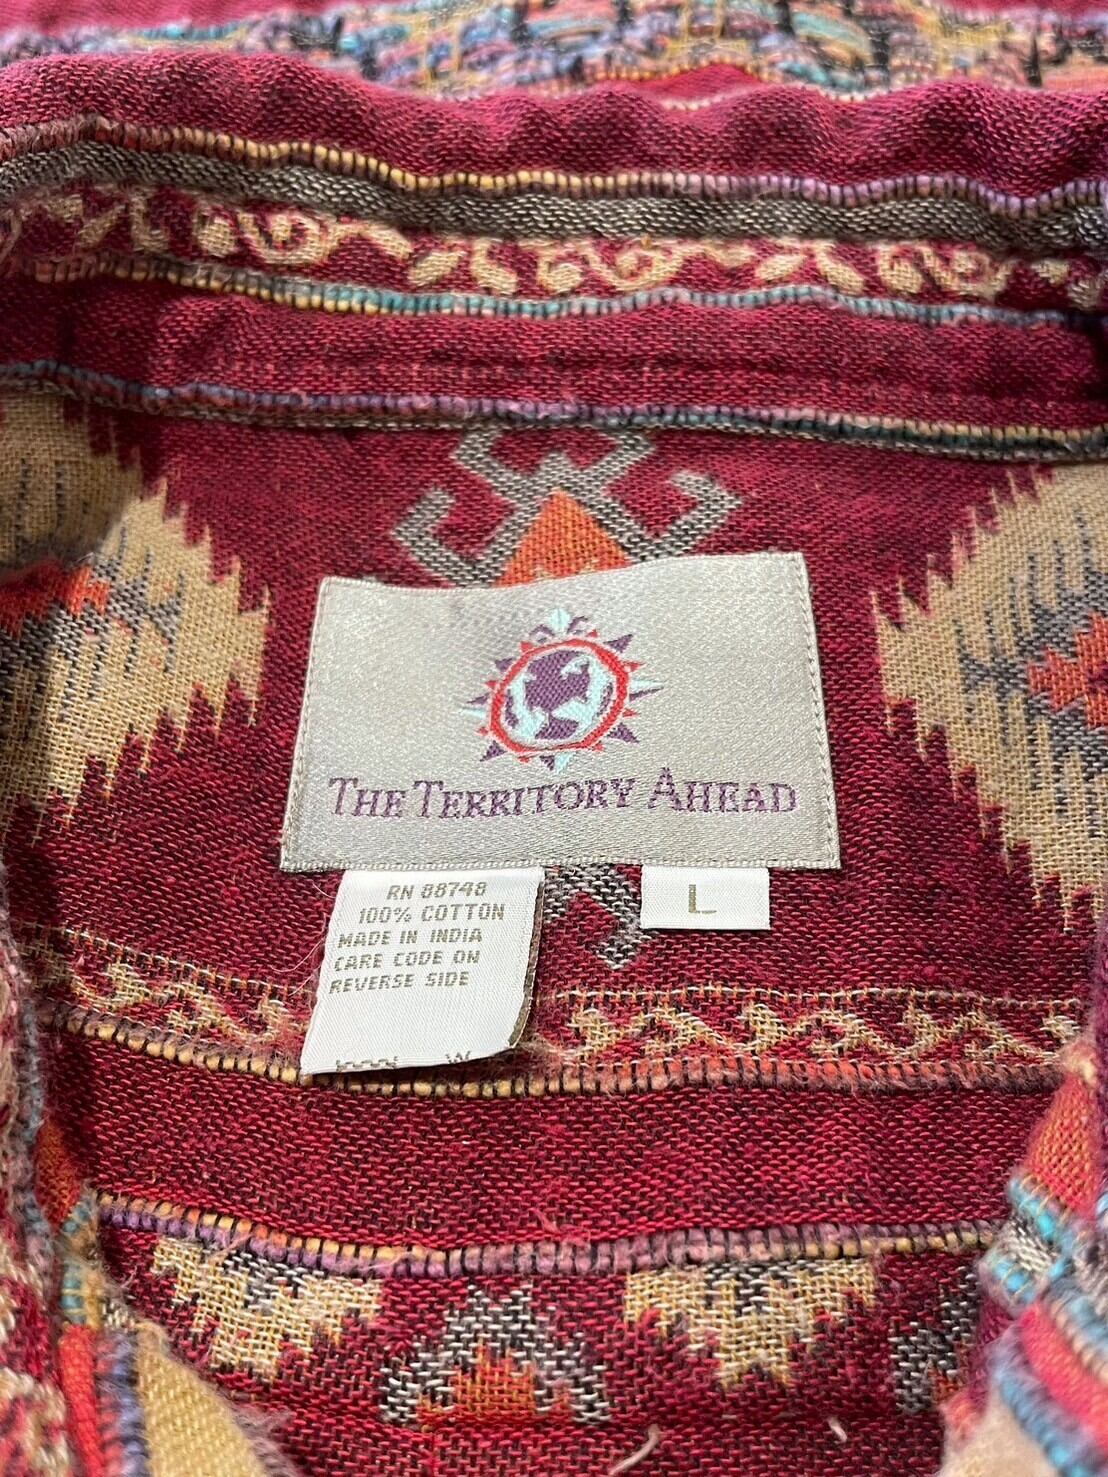 THE TERRITORY AHEAD
RN 88748
100% COTTON
MADE IN INDIA
CARE CODE ON
REVERSE SIDE
L